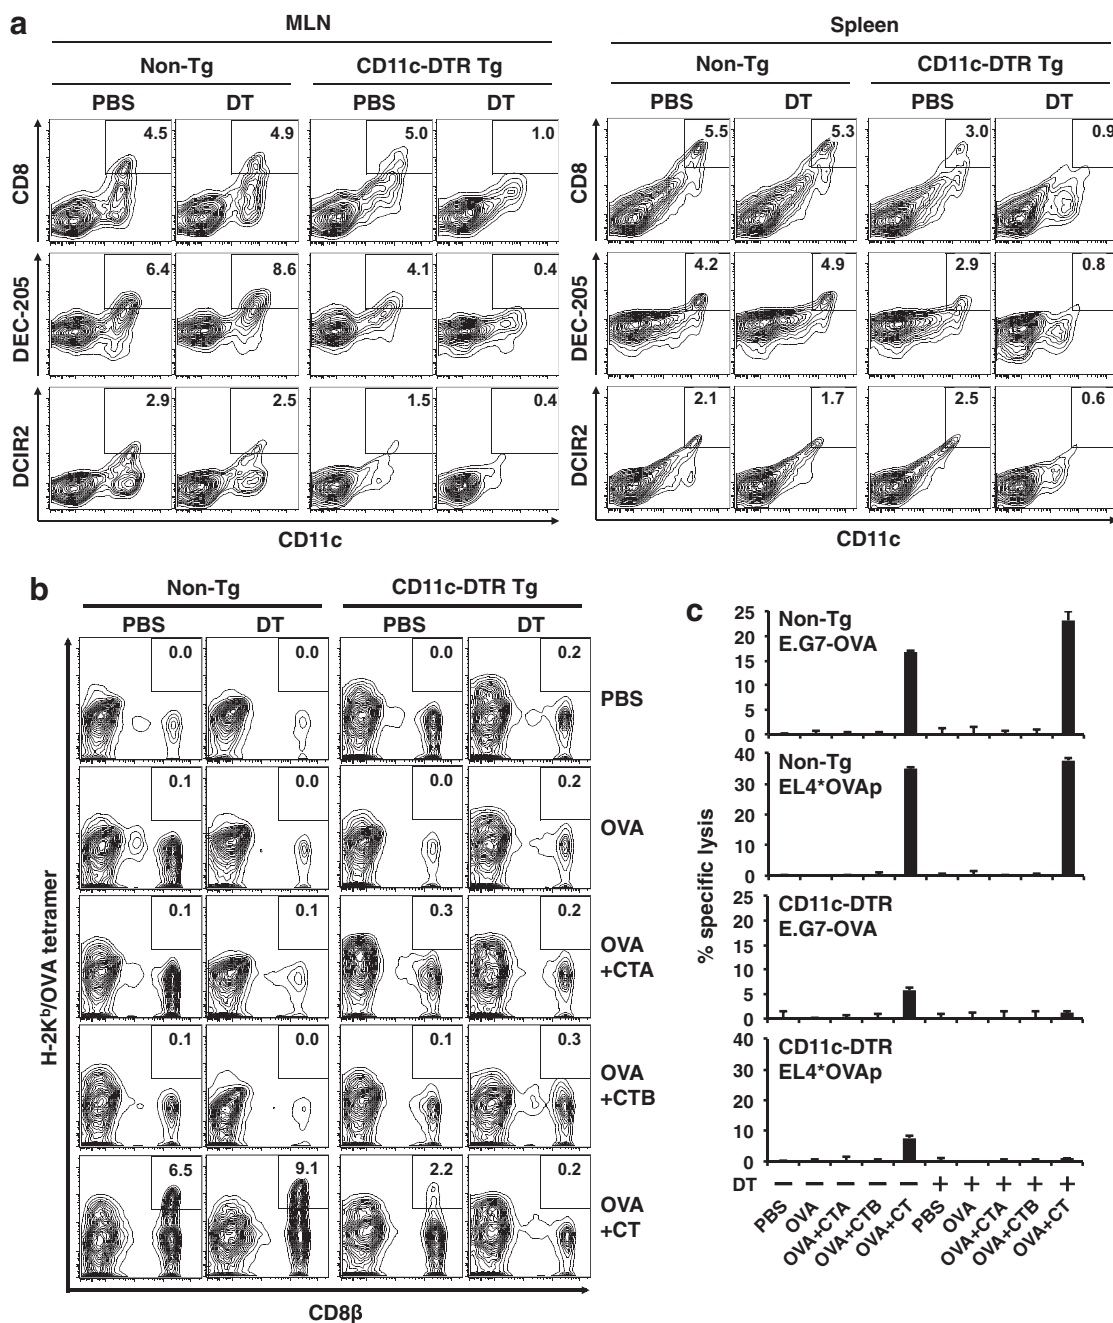 a
MLN
Spleen
Non-Tg
CD11c-DTR Tg
Non-Tg
CD11c-DTR Tg
PBS
DT
PBS
DT
PBS
DT
PBS
DT
CD8
4.5
4.9
5.0
1.0
5.5
5.3
3.0
0.9
DEC-205
6.4
8.6
4.1
0.4
DEC-205
4.2
4.9
2.9
0.8
DCIR2
2.9
2.5
1.5
0.4
DCIR2
2.1
1.7
2.5
0.6
CD8
CD11c
CD11c
b
Non-Tg
CD11c-DTR Tg
PBS
DT
PBS
DT
0.0
0.0
0.0
0.2
PBS
0.1
0.0
0.0
0.2
OVA
0.1
0.1
0.3
0.2
OVA
+CTA
0.1
0.0
0.1
0.3
OVA
+CTB
6.5
9.1
2.2
0.2
OVA
+CT
H-2Kᵇ/OVA tetramer
CD8β
c
% specific lysis
25
20
15
10
5
0
Non-Tg
E.G7-OVA
40
30
20
10
0
Non-Tg
EL4*OVAp
25
20
15
10
5
0
CD11c-DTR
E.G7-OVA
40
30
20
10
0
CD11c-DTR
EL4*OVAp
DT − − − − − + + + + +
PBS
OVA
OVA+CTA
OVA+CTB
OVA+CT
PBS
OVA
OVA+CTA
OVA+CTB
OVA+CT